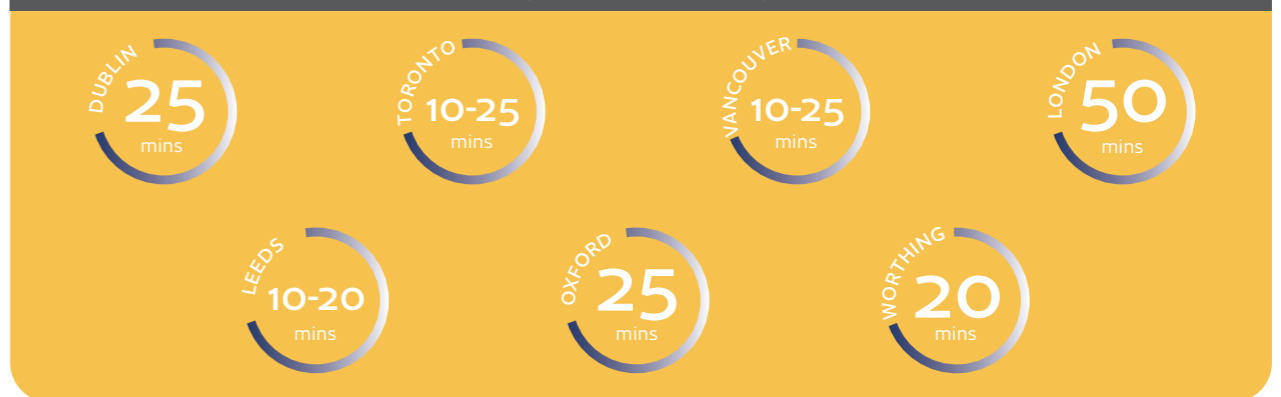 DUBLIN
25
mins
TORONTO
10-25
mins
VANCOUVER
10-25
mins
LONDON
50
mins
LEEDS
10-20
mins
OXFORD
25
mins
WORTHING
20
mins